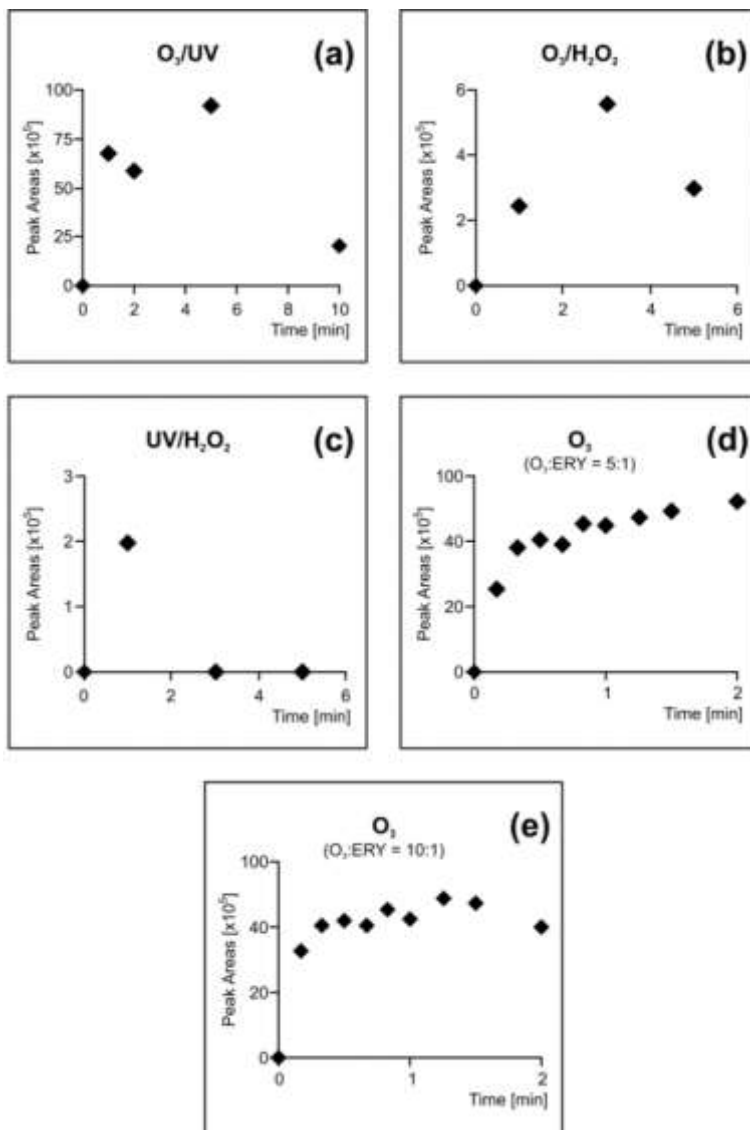 O₃/UV
(a)
Peak Areas [x10⁵]
100
75
50
25
0
0 2 4 6 8 10
Time [min]
O₃/H₂O₂
(b)
Peak Areas [x10⁵]
6
4
2
0
0 2 4 6
Time [min]
UV/H₂O₂
(c)
Peak Areas [x10⁵]
3
2
1
0
0 2 4 6
Time [min]
O₃
(d)
(O₃:ERY = 5:1)
Peak Areas [x10⁵]
100
40
20
0
0 1 2
Time [min]
O₃
(e)
(O₃:ERY = 10:1)
Peak Areas [x10⁵]
100
40
20
0
0 1 2
Time [min]